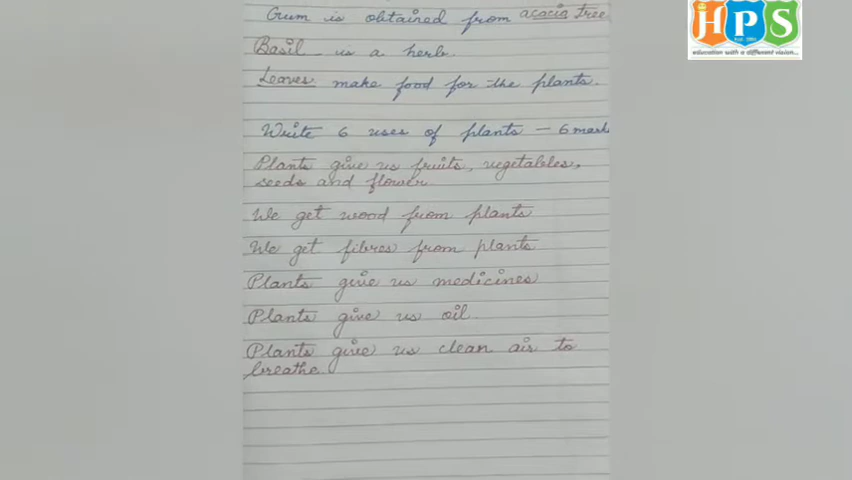 Gum is obtained from acacia tree
Basil is a herb.
Leaves make food for the plants.
Write 6 uses of plants - 6 mark
Plants give us fruits, vegetables,
seeds and flower
We get wood from plants
We get fibres from plants
Plants give us medicines
Plants give us oil.
Plants give us clean air to
breathe
HPS
education with a different vision...